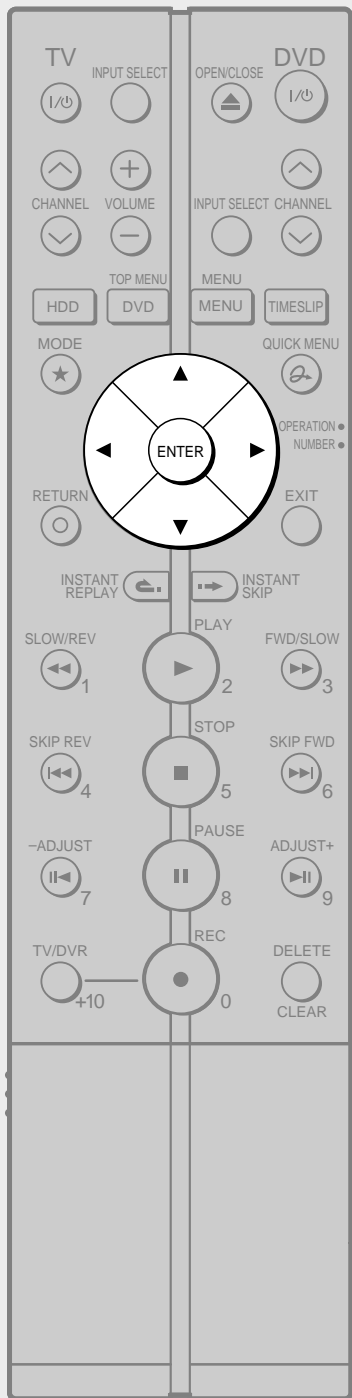 TV DVD
INPUT SELECT OPEN/CLOSE
I/ I/
CHANNEL VOLUME INPUT SELECT CHANNEL
TOP MENU MENU
HDD DVD MENU TIMESLIP
MODE QUICK MENU
OPERATION
NUMBER
ENTER
RETURN EXIT
INSTANT REPLAY INSTANT SKIP
SLOW/REV PLAY FWD/SLOW
1 2 3
SKIP REV STOP SKIP FWD
4 5 6
–ADJUST PAUSE ADJUST+
7 8 9
TV/DVR REC DELETE
+10 0 CLEAR